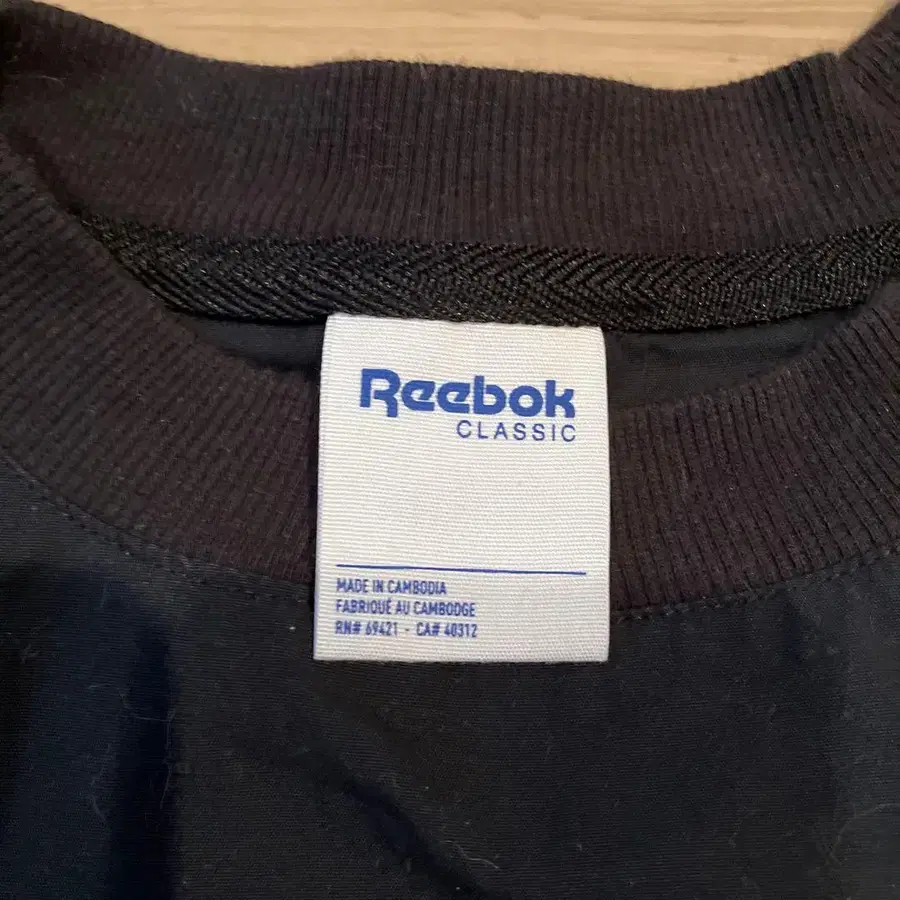 Reebok
CLASSIC
MADE IN CAMBODIA
FABRIQUÉ AU CAMBODGE
RN# 69421 - CA# 40312